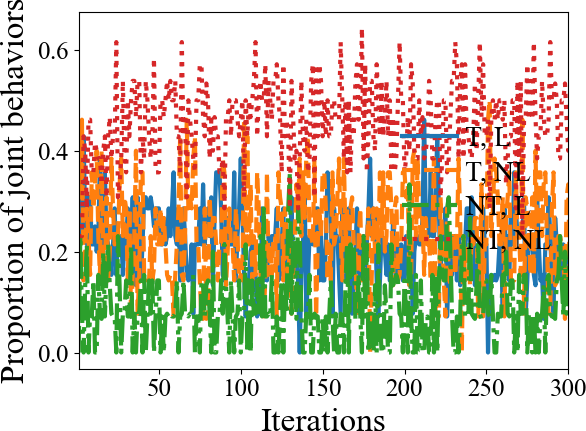 Proportion of joint behaviors
0.6
0.4
0.2
0.0
T, L
T, NL
NT, L
NT, NL
50 100 150 200 250 300
Iterations